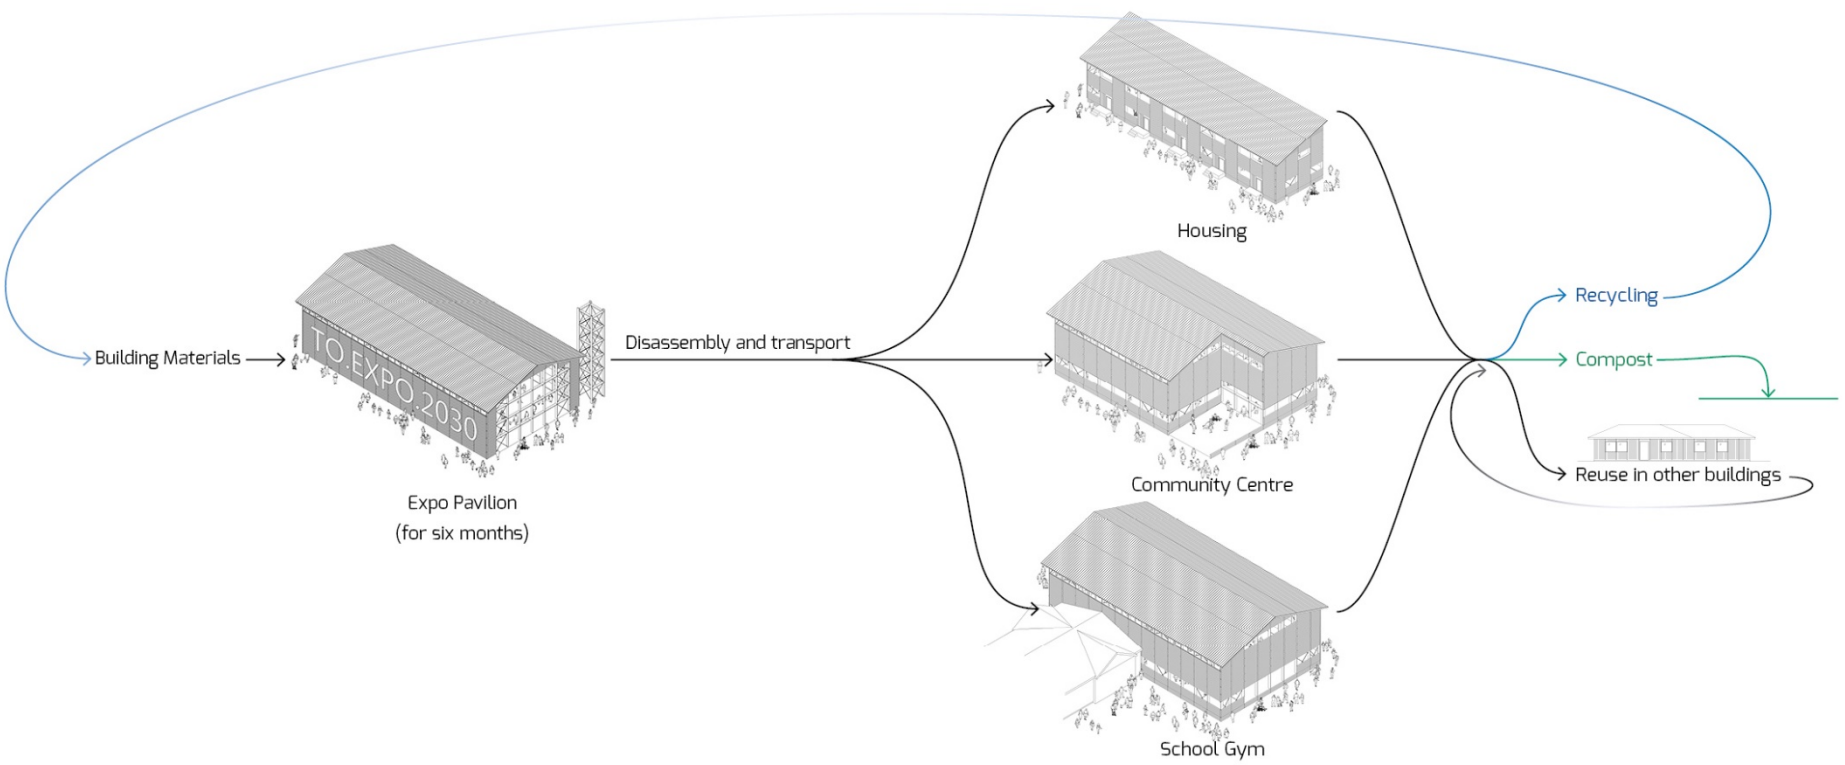 Housing
Recycling
TO.EXPO.2030
Disassembly and transport
Building Materials
Compost
Reuse in other buildings
Community Centre
Expo Pavilion
(for six months)
School Gym